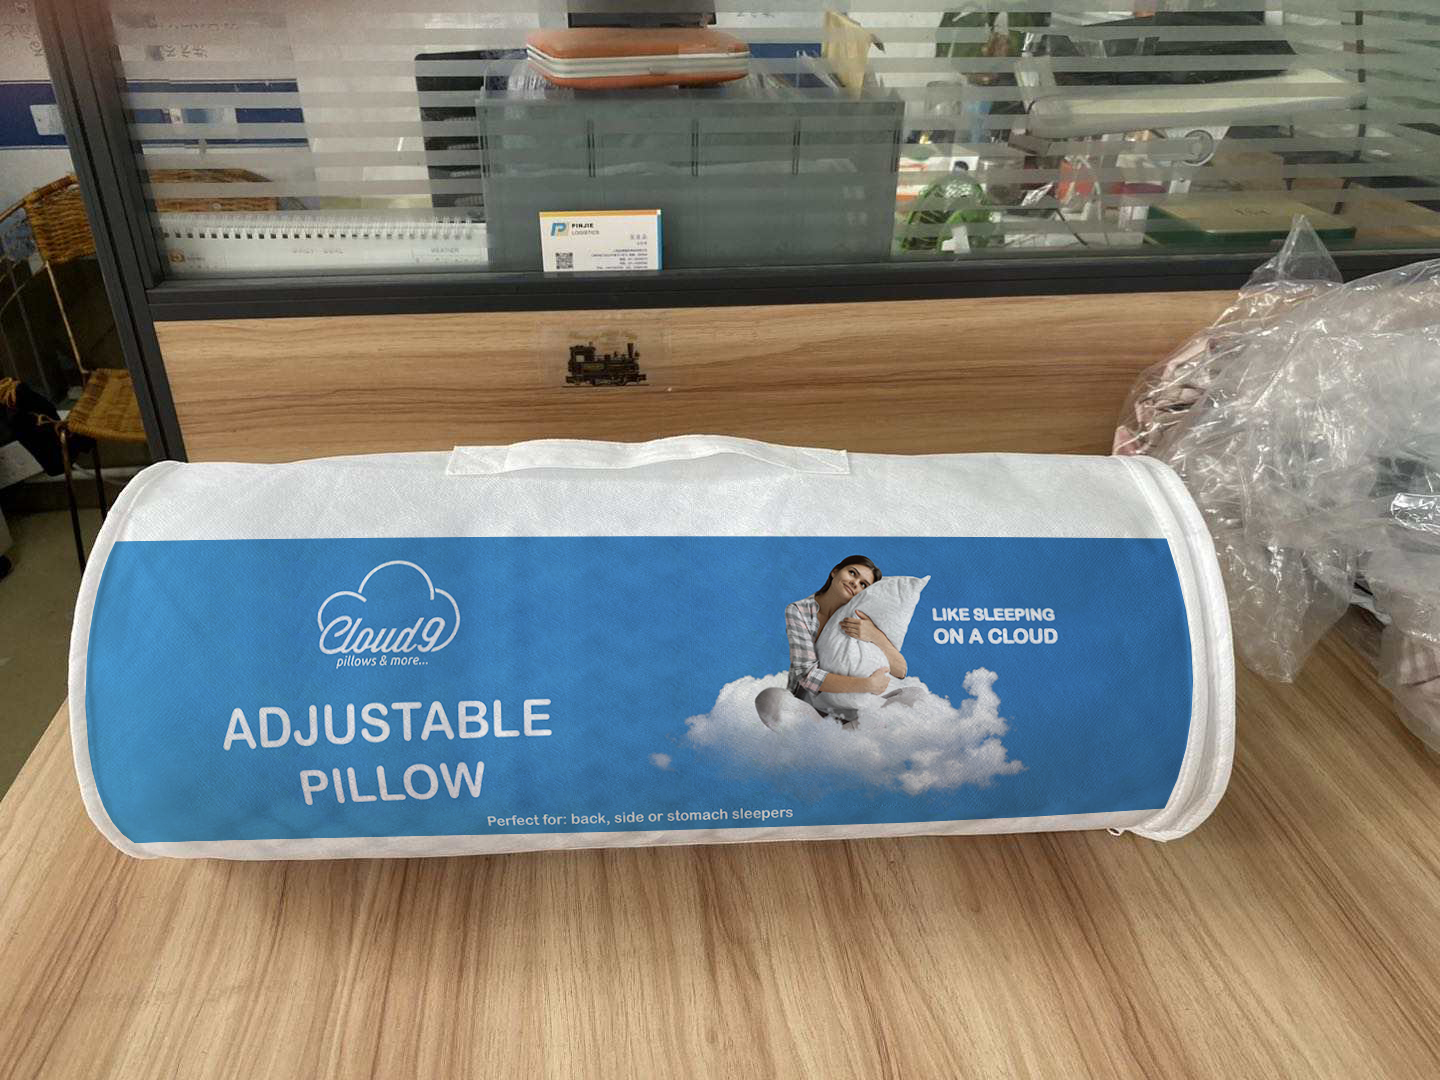 PINJIE
LOGISTICS
Cloud9
pillows & more...
ADJUSTABLE
PILLOW
LIKE SLEEPING
ON A CLOUD
Perfect for: back, side or stomach sleepers